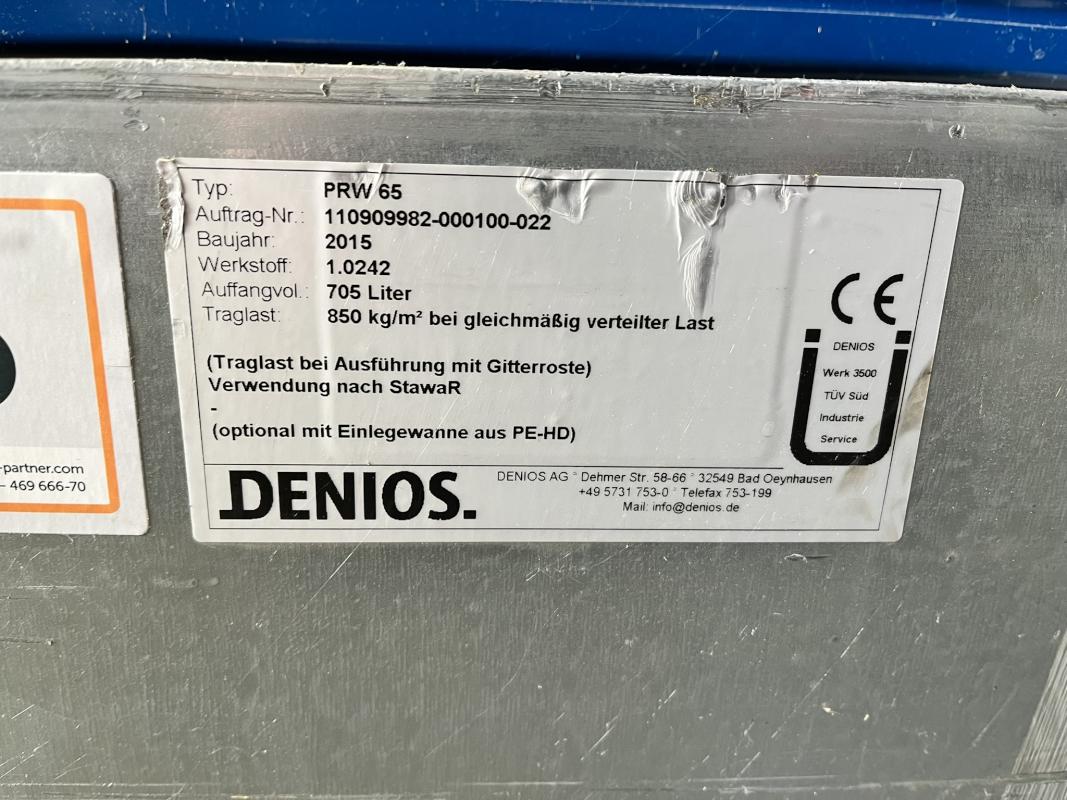 Typ: PRW 65
Auftrag-Nr.: 110909982-000100-022
Baujahr: 2015
Werkstoff: 1.0242
Auffangvol.: 705 Liter
Traglast: 850 kg/m² bei gleichmäßig verteilter Last
(Traglast bei Ausführung mit Gitterroste)
Verwendung nach StawaR
-
(optional mit Einlegewanne aus PE-HD)
CE
DENIOS
Werk 3500
TÜV Süd
Industrie
Service
DENIOS.
DENIOS AG ° Dehmer Str. 58-66 ° 32549 Bad Oeynhausen
+49 5731 753-0 ° Telefax 753-199
Mail: info@denios.de
-partner.com
– 469 666-70